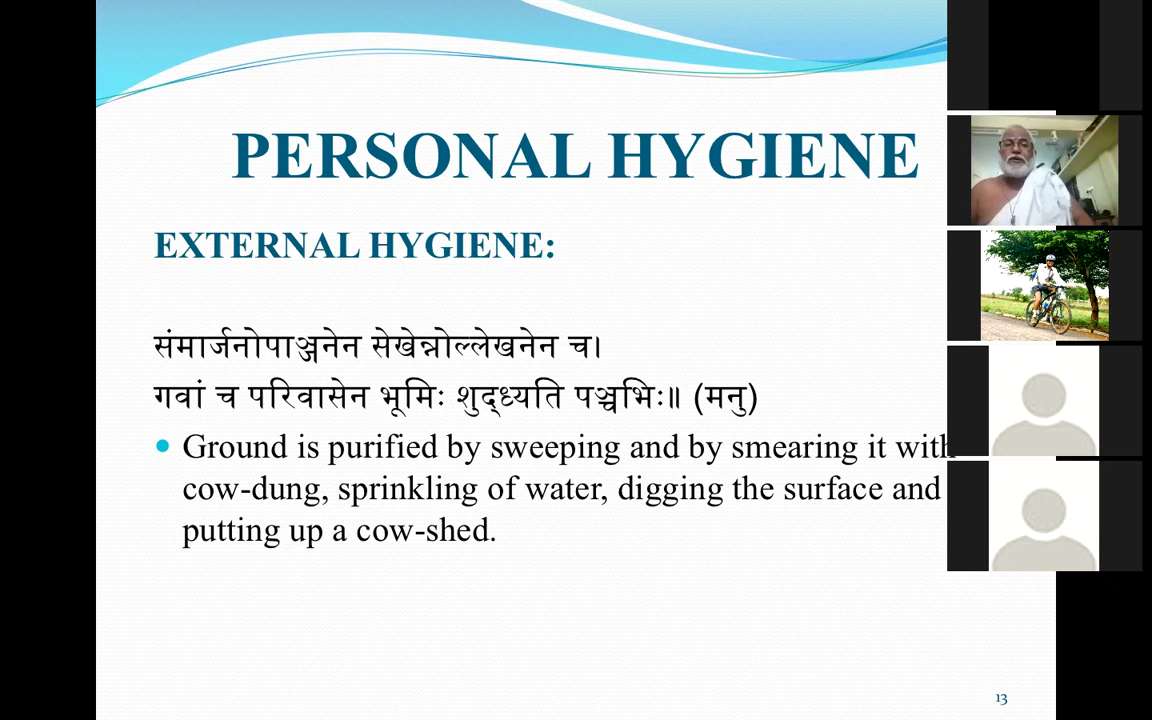 PERSONAL HYGIENE
EXTERNAL HYGIENE:
संमार्जनोपाञ्जनेन सेखेन्नोल्लेखनेन च।
गवां च परिवासेन भूमिः शुद्ध्यति पञ्चभिः॥ (मनु)
• Ground is purified by sweeping and by smearing it with
cow-dung, sprinkling of water, digging the surface and
putting up a cow-shed.
13